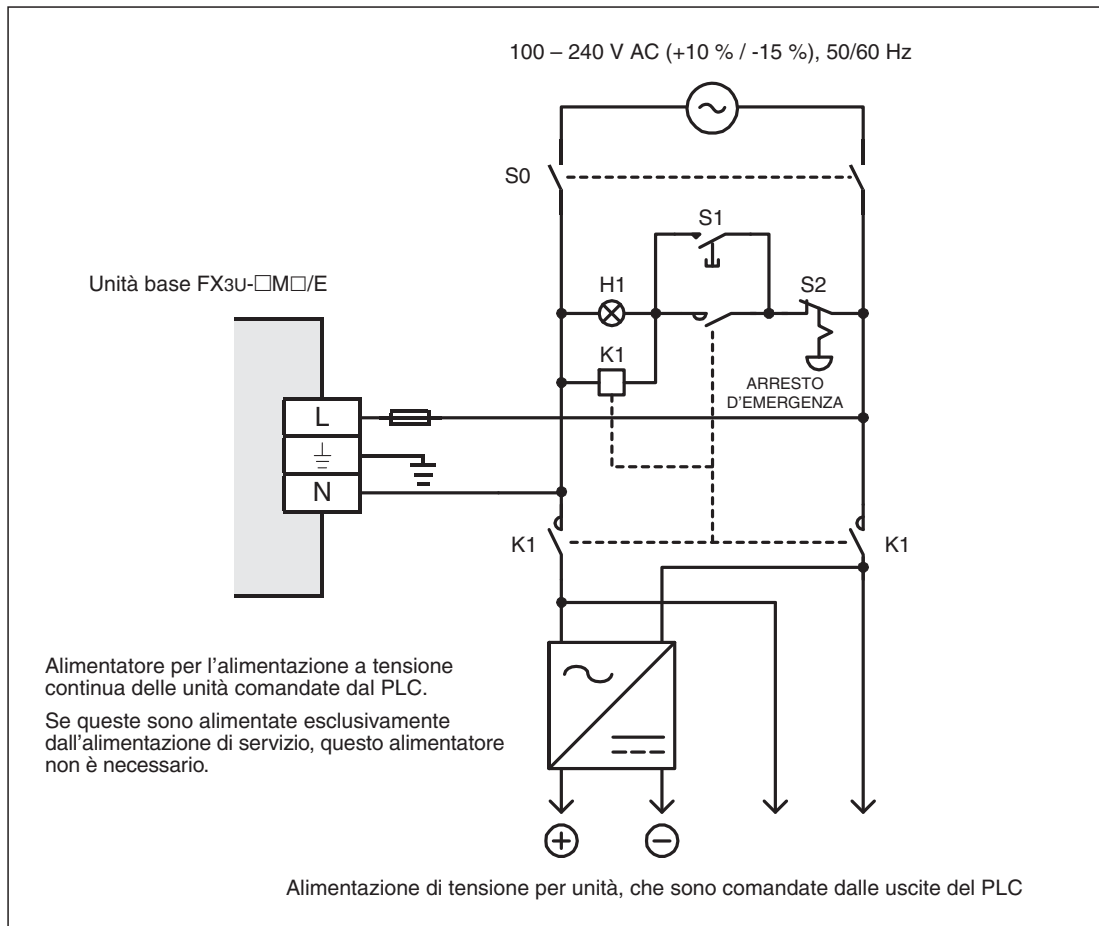 100 – 240 V AC (+10 % / -15 %), 50/60 Hz
S0
S1
Unità base FX3U-□M□/E
H1
S2
K1
ARRESTO
D'EMERGENZA
L
N
K1
K1
Alimentatore per l'alimentazione a tensione
continua delle unità comandate dal PLC.
Se queste sono alimentate esclusivamente
dall'alimentazione di servizio, questo alimentatore
non è necessario.
Alimentazione di tensione per unità, che sono comandate dalle uscite del PLC